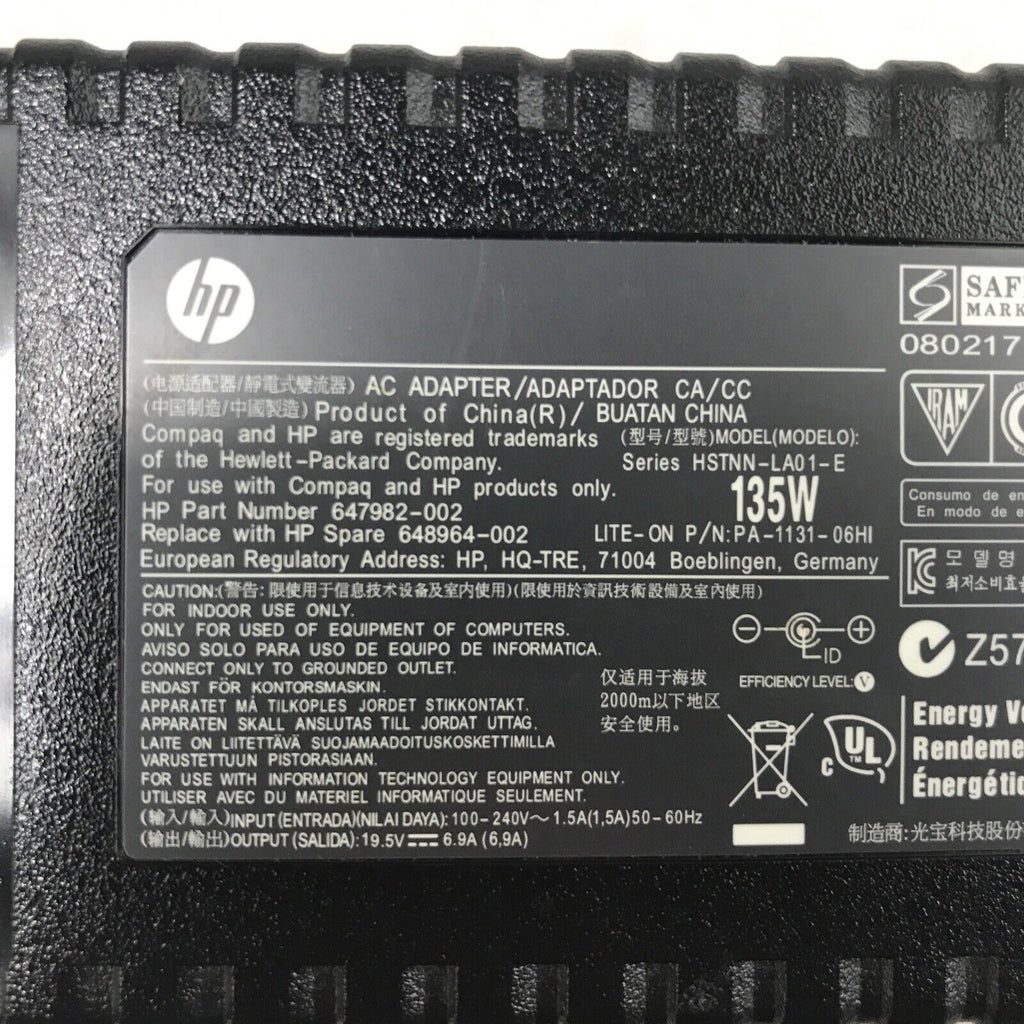 hp
(电源适配器/靜電式變流器) AC ADAPTER/ADAPTADOR CA/CC
(中国制造/中國製造) Product of China(R)/ BUATAN CHINA
Compaq and HP are registered trademarks
of the Hewlett-Packard Company.
For use with Compaq and HP products only.
HP Part Number 647982-002
Replace with HP Spare 648964-002
(型号/型號)MODEL(MODELO):
Series HSTNN-LA01-E
135W
LITE-ON P/N:PA-1131-06HI
European Regulatory Address: HP, HQ-TRE, 71004 Boeblingen, Germany
CAUTION:(警告: 限使用于信息技术设备及室内使用)(限使用於資訊技術設備及室內使用)
FOR INDOOR USE ONLY.
ONLY FOR USED OF EQUIPMENT OF COMPUTERS.
AVISO SOLO PARA USO DE EQUIPO DE INFORMATICA.
CONNECT ONLY TO GROUNDED OUTLET.
ENDAST FÖR KONTORSMASKIN.
APPARATET MÅ TILKOPLES JORDET STIKKONTAKT.
APPARATEN SKALL ANSLUTAS TILL JORDAT UTTAG.
LAITE ON LIITETTÄVÄ SUOJAMAADOITUSKOSKETTIMILLA
VARUSTETTUUN PISTORASIAAN.
FOR USE WITH INFORMATION TECHNOLOGY EQUIPMENT ONLY.
UTILISER AVEC DU MATERIEL INFORMATIQUE SEULEMENT.
(输入/輸入)INPUT (ENTRADA)(NILAI DAYA): 100-240V~ 1.5A(1,5A)50-60Hz
(输出/輸出)OUTPUT (SALIDA): 19.5V⎓ 6.9A (6,9A)
仅适用于海拔
2000m以下地区
安全使用。
ID
EFFICIENCY LEVEL: V
c UL TM
SAF
MARK
080217
IRAM
Consumo de en
En modo de e
모델명
최저소비효
Z57
Energy V
Rendeme
Énergétic
制造商:光宝科技股份